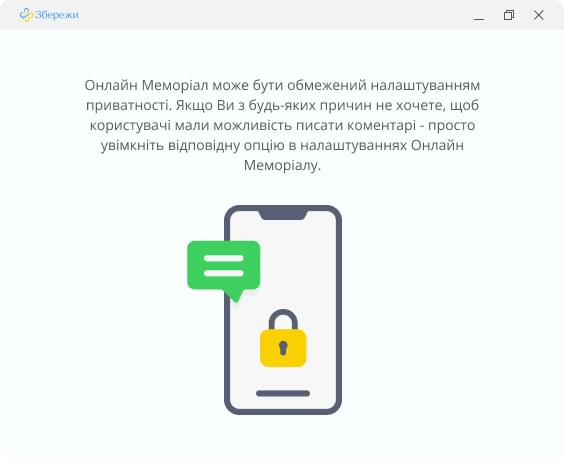 Збережи
Онлайн Меморіал може бути обмежений налаштуванням
приватності. Якщо Ви з будь-яких причин не хочете, щоб
користувачі мали можливість писати коментарі - просто
увімкніть відповідну опцію в налаштуваннях Онлайн
Меморіалу.